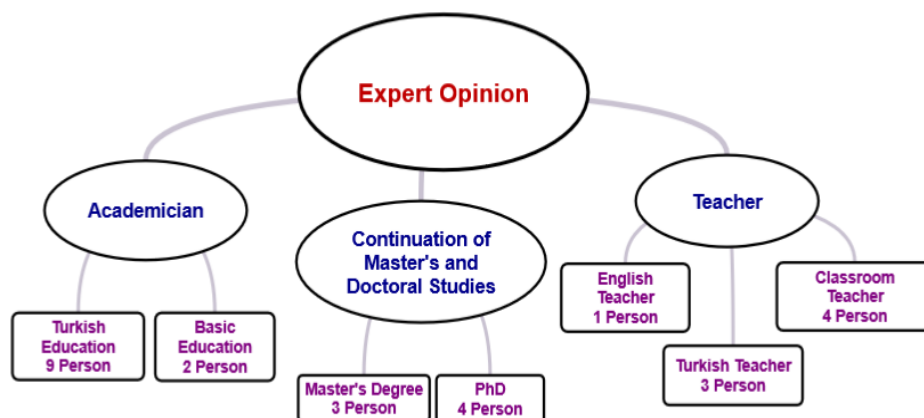 Expert Opinion
Academician
Turkish
Education
9 Person
Basic
Education
2 Person
Continuation of
Master's and
Doctoral Studies
Master's Degree
3 Person
PhD
4 Person
Teacher
English
Teacher
1 Person
Turkish Teacher
3 Person
Classroom
Teacher
4 Person